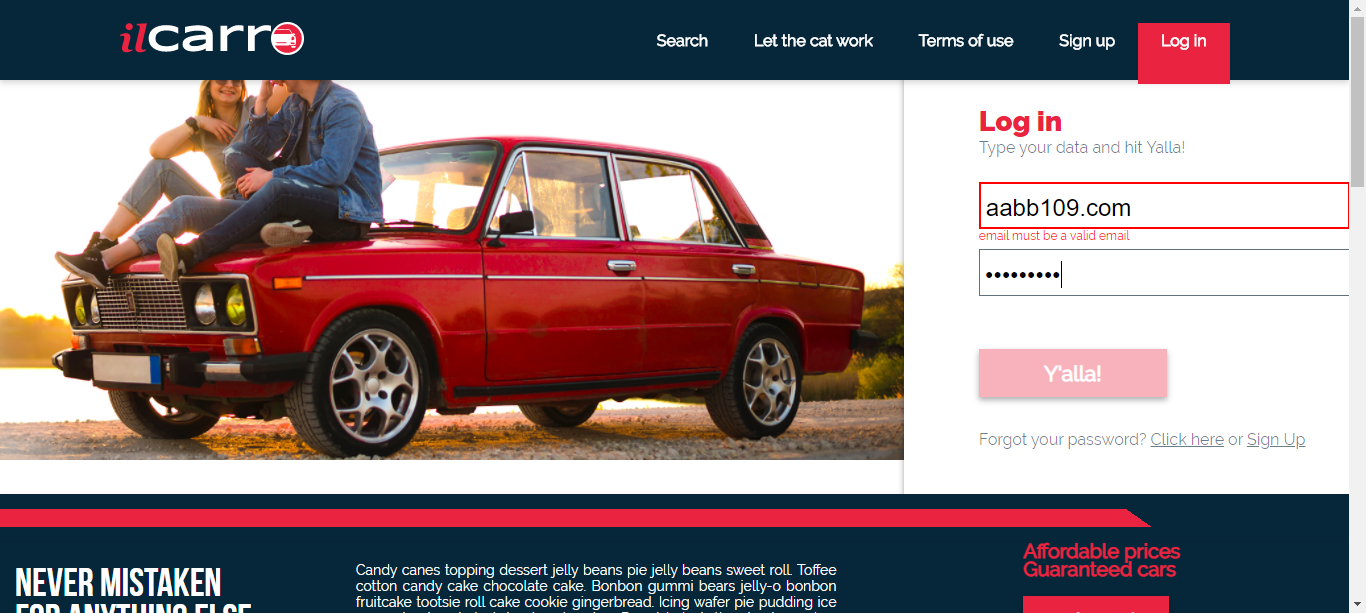 ilcarro
Search Let the cat work Terms of use Sign up Log in
Log in
Type your data and hit Yalla!
aabb109.com
email must be a valid email
•••••••••
Y'alla!
Forgot your password? Click here or Sign Up
Affordable prices
Guaranteed cars
NEVER MISTAKEN
FOR ANYTHING ELSE
Candy canes topping dessert jelly beans pie jelly beans sweet roll. Toffee
cotton candy cake chocolate cake. Bonbon gummi bears jelly-o bonbon
fruitcake tootsie roll cake cookie gingerbread. Icing wafer pie pudding ice